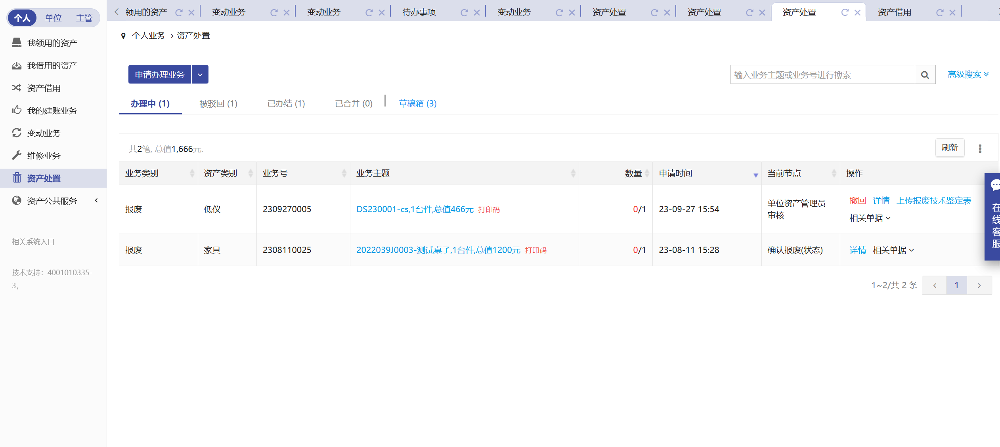 个人 单位 主管
我领用的资产
我借用的资产
资产借用
我的建账业务
变动业务
维修业务
资产处置
资产公共服务
相关系统入口
技术支持：4001010335-
3，
领用的资产 变动业务 变动业务 待办事项 变动业务 资产处置 资产处置 资产处置 资产借用
个人业务 › 资产处置
申请办理业务
输入业务主题或业务号进行搜索 高级搜索
办理中 (1) 被驳回 (1) 已办结 (1) 已合并 (0) 草稿箱 (3)
共2笔, 总值1,666元. 刷新
业务类别 资产类别 业务号 业务主题 数量 申请时间 当前节点 操作
报废 低仪 2309270005 DS230001-cs,1台件,总值466元 打印码 0/1 23-09-27 15:54 单位资产管理员
审核 撤回 详情 上传报废技术鉴定表
相关单据
报废 家具 2308110025 2022039J0003-测试桌子,1台件,总值1200元 打印码 0/1 23-08-11 15:28 确认报废(状态) 详情 相关单据
1~2/共 2 条 ‹ 1 ›
在
线
客
服